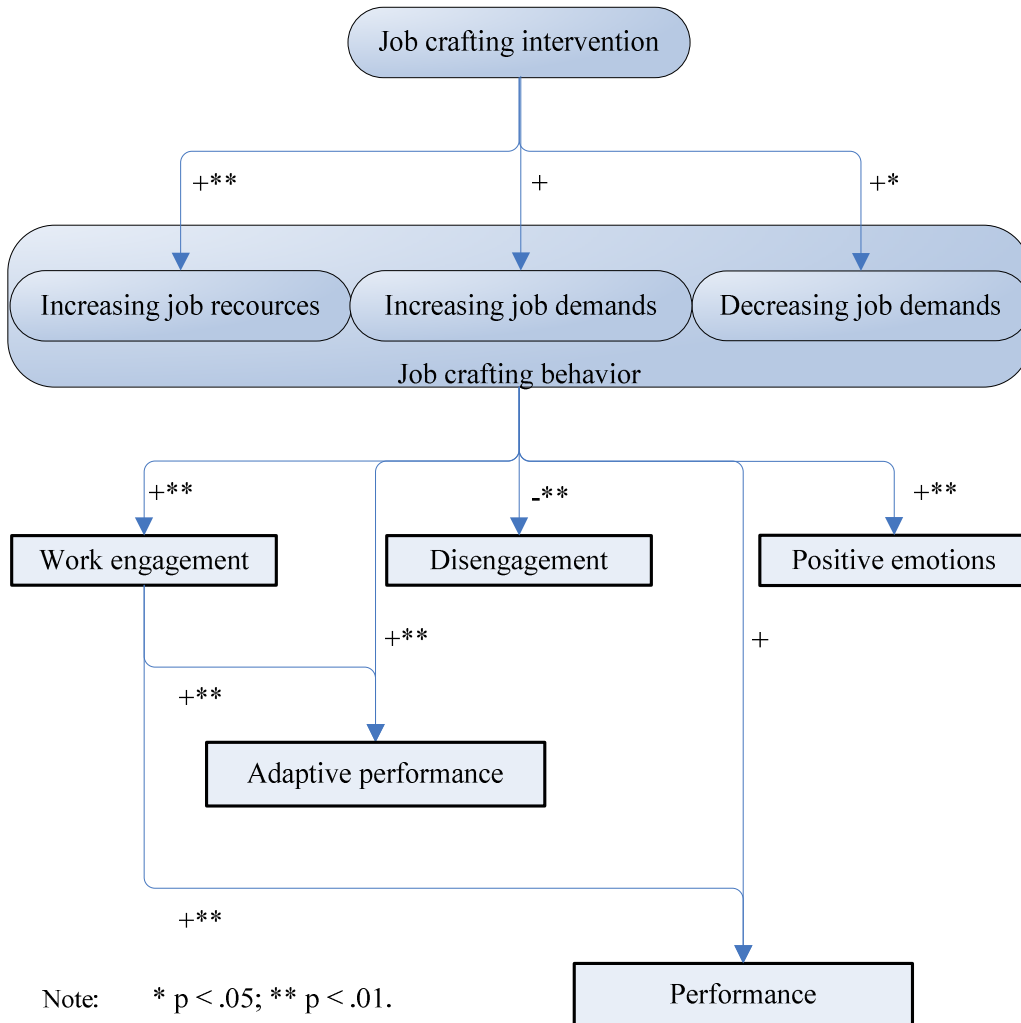 Job crafting intervention
+**
+
+*
Increasing job recources
Increasing job demands
Decreasing job demands
Job crafting behavior
+**
-**
+**
Work engagement
Disengagement
Positive emotions
+**
+
+**
Adaptive performance
+**
Performance
Note: * p < .05; ** p < .01.